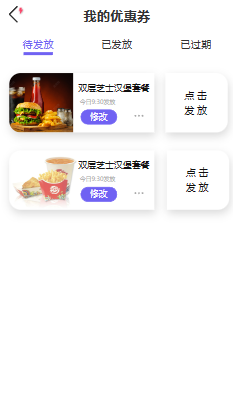 我的优惠劵
待发放 已发放 已过期
双层芝士汉堡套餐
今日9:30发放
修改 ···
点击
发放
双层芝士汉堡套餐
今日9:30发放
修改 ···
点击
发放